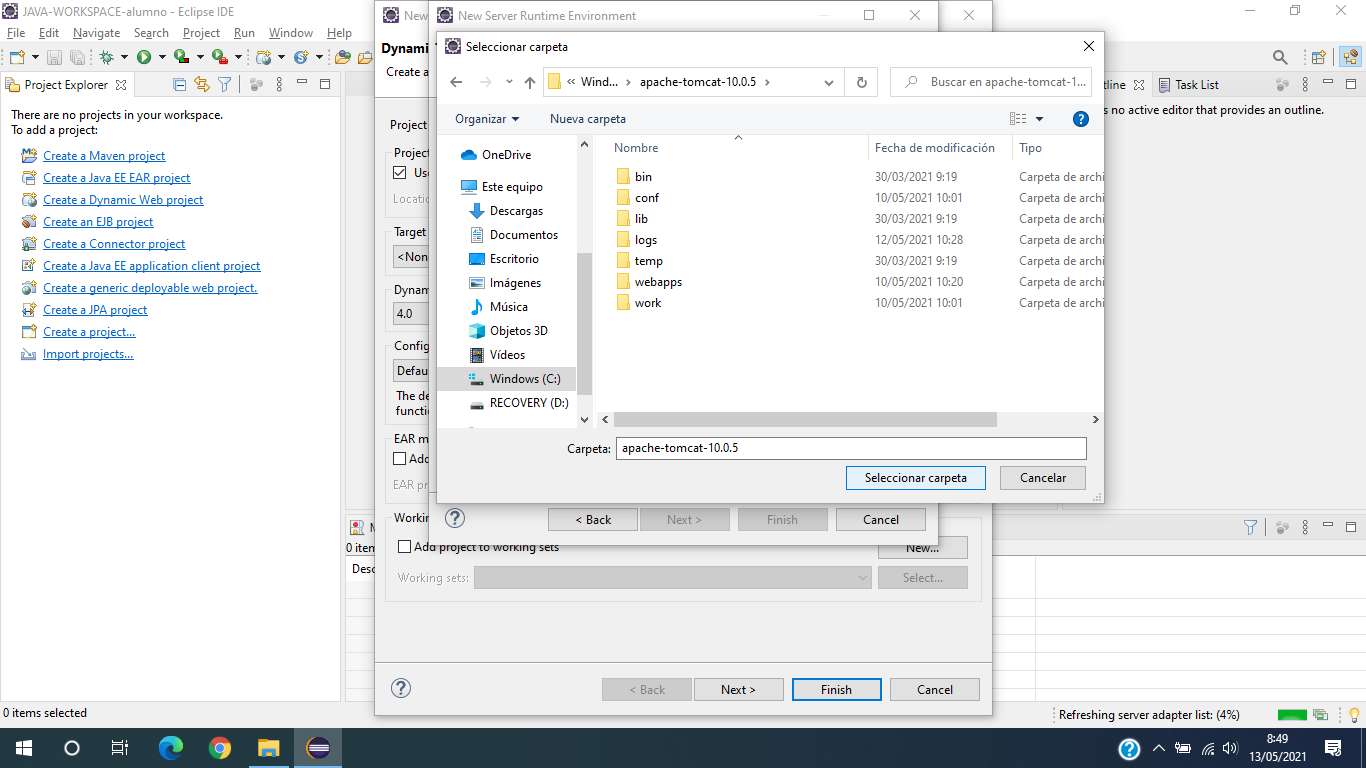 JAVA-WORKSPACE-alumno - Eclipse IDE
File Edit Navigate Search Project Run Window Help
Project Explorer
There are no projects in your workspace.
To add a project:
Create a Maven project
Create a Java EE EAR project
Create a Dynamic Web project
Create an EJB project
Create a Connector project
Create a Java EE application client project
Create a generic deployable web project.
Create a JPA project
Create a project...
Import projects...
New
New Server Runtime Environment
Seleccionar carpeta
« Wind... › apache-tomcat-10.0.5 ›
Buscar en apache-tomcat-1...
Organizar Nueva carpeta
OneDrive
Este equipo
Descargas
Documentos
Escritorio
Imágenes
Música
Objetos 3D
Vídeos
Windows (C:)
RECOVERY (D:)
Nombre Fecha de modificación Tipo
bin 30/03/2021 9:19 Carpeta de archi
conf 10/05/2021 10:01 Carpeta de archi
lib 30/03/2021 9:19 Carpeta de archi
logs 12/05/2021 10:28 Carpeta de archi
temp 30/03/2021 9:19 Carpeta de archi
webapps 10/05/2021 10:20 Carpeta de archi
work 10/05/2021 10:01 Carpeta de archi
Carpeta: apache-tomcat-10.0.5
Seleccionar carpeta Cancelar
< Back Next > Finish Cancel
Dynami
Create a
Project
Projec
Use
Locatio
Target
<Non
Dynam
4.0
Config
Defau
The de
functio
EAR m
Add
EAR pr
Workin
Add project to working sets New...
Working sets: Select...
< Back Next > Finish Cancel
tline Task List
s no active editor that provides an outline.
M
0 item
Desc
0 items selected
Refreshing server adapter list: (4%)
8:49
13/05/2021